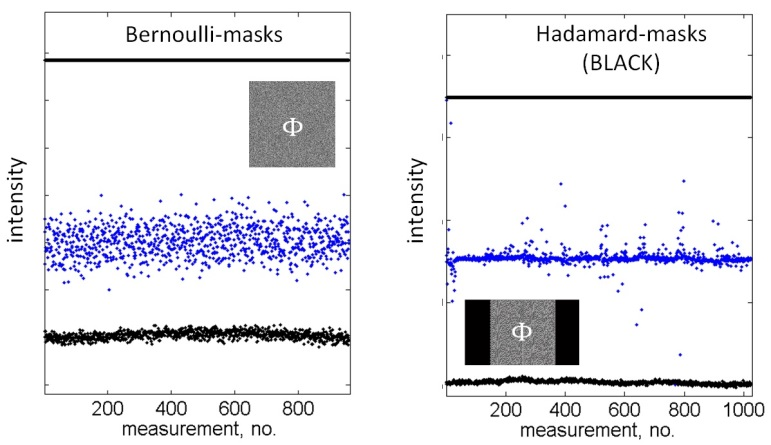 Bernoulli-masks
Φ
intensity
200 400 600 800
measurement, no.
Hadamard-masks
(BLACK)
Φ
intensity
200 400 600 800 1000
measurement, no.